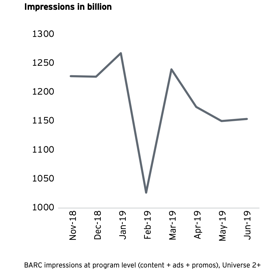 Impressions in billion
1300
1250
1200
1150
1100
1050
1000
Nov-18
Dec-18
Jan-19
Feb-19
Mar-19
Apr-19
May-19
Jun-19
BARC impressions at program level (content + ads + promos), Universe 2+